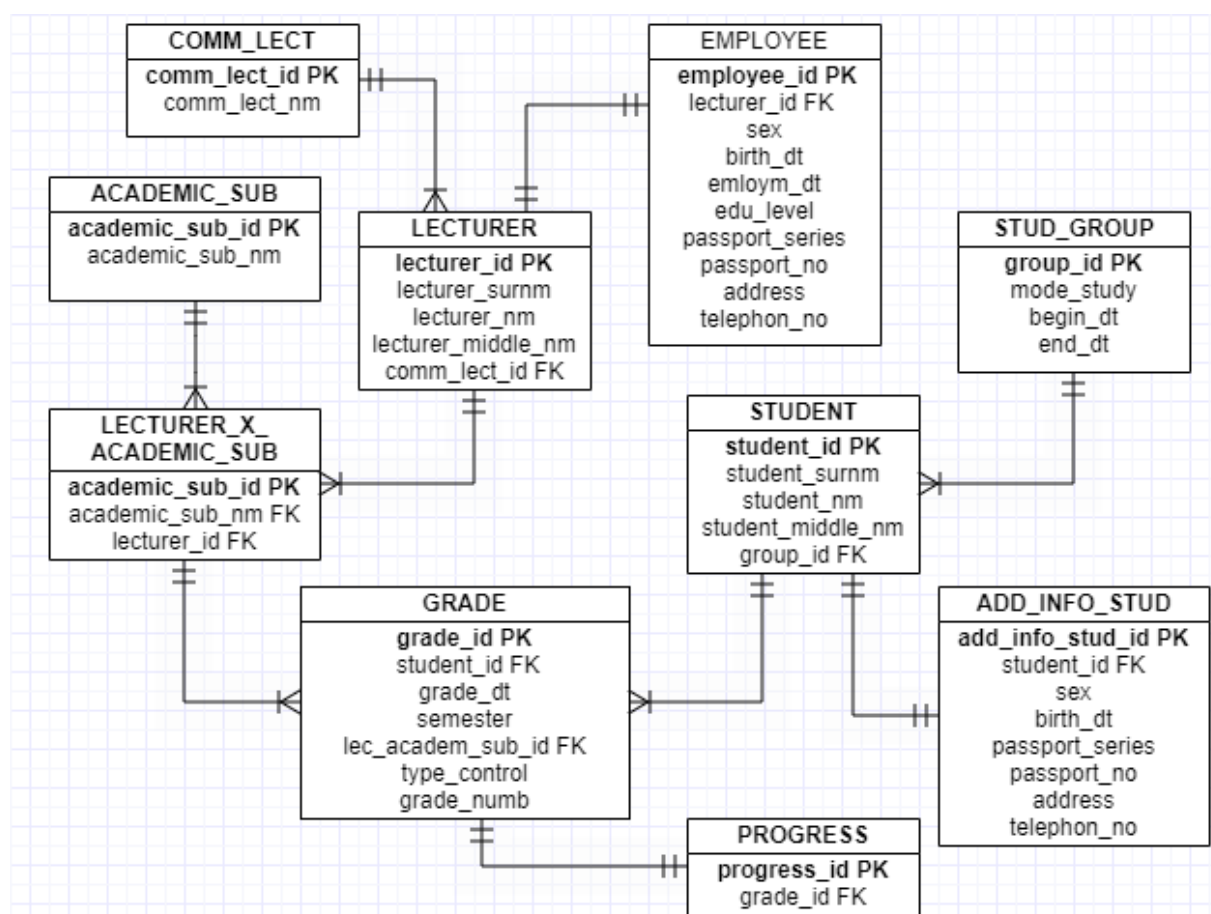 COMM_LECT
comm_lect_id PK
comm_lect_nm
EMPLOYEE
employee_id PK
lecturer_id FK
sex
birth_dt
emloym_dt
edu_level
passport_series
passport_no
address
telephon_no
ACADEMIC_SUB
academic_sub_id PK
academic_sub_nm
LECTURER
lecturer_id PK
lecturer_surnm
lecturer_nm
lecturer_middle_nm
comm_lect_id FK
STUD_GROUP
group_id PK
mode_study
begin_dt
end_dt
LECTURER_X_
ACADEMIC_SUB
academic_sub_id PK
academic_sub_nm FK
lecturer_id FK
STUDENT
student_id PK
student_surnm
student_nm
student_middle_nm
group_id FK
GRADE
grade_id PK
student_id FK
grade_dt
semester
lec_academ_sub_id FK
type_control
grade_numb
ADD_INFO_STUD
add_info_stud_id PK
student_id FK
sex
birth_dt
passport_series
passport_no
address
telephon_no
PROGRESS
progress_id PK
grade_id FK